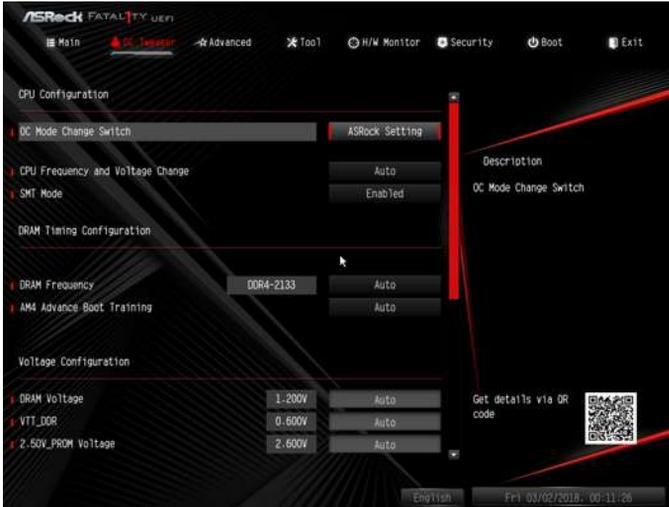 ASRock FATAL1TY UEFI
Main OC Tweaker Advanced Tool H/W Monitor Security Boot Exit
CPU Configuration
OC Mode Change Switch ASRock Setting
CPU Frequency and Voltage Change Auto
SMT Mode Enabled
DRAM Timing Configuration
DRAM Frequency DDR4-2133 Auto
AM4 Advance Boot Training Auto
Voltage Configuration
DRAM Voltage 1.200V Auto
VTT_DDR 0.600V Auto
2.50V_PROM Voltage 2.600V Auto
Description
OC Mode Change Switch
Get details via QR
code
English Fri 03/02/2018. 00:11:26